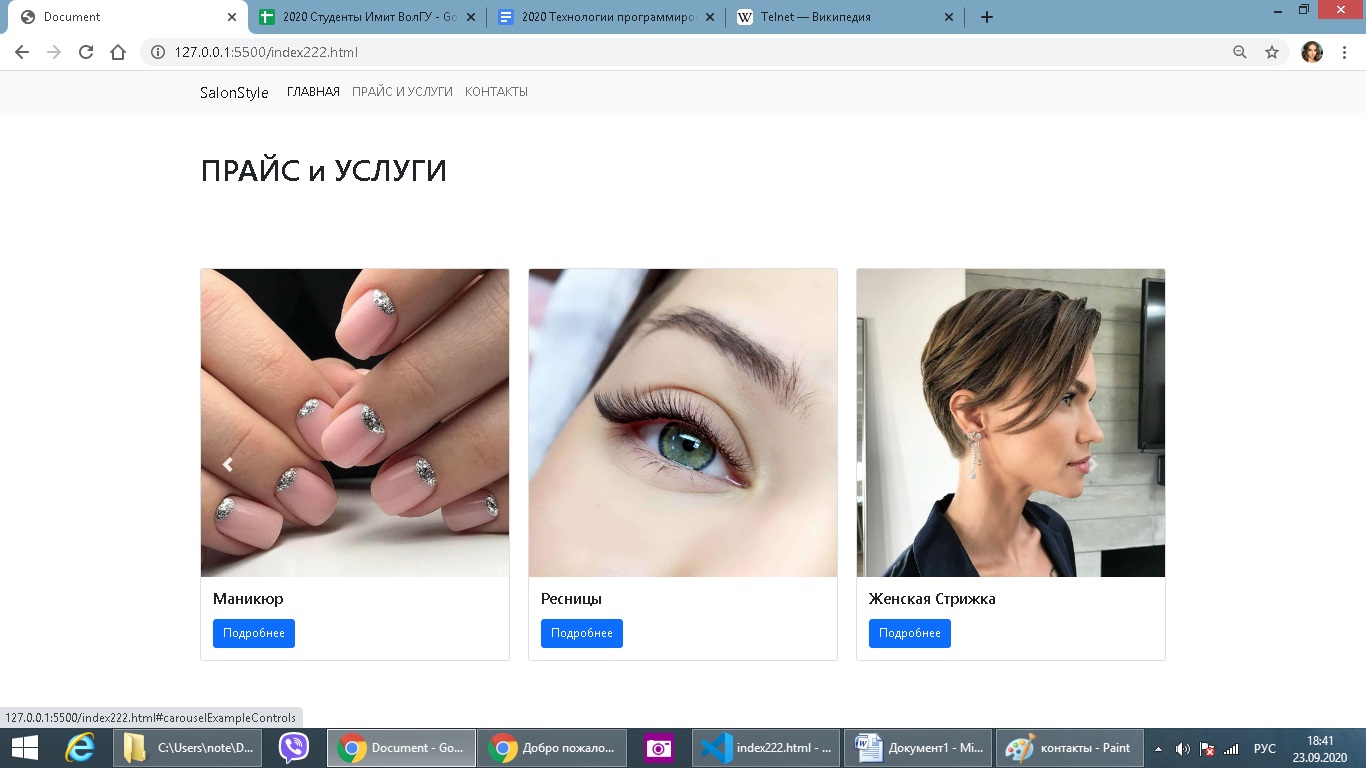 Document
2020 Студенты Имит ВолГУ - Go
2020 Технологии программиро
Telnet — Википедия
127.0.0.1:5500/index222.html
SalonStyle ГЛАВНАЯ ПРАЙС И УСЛУГИ КОНТАКТЫ
ПРАЙС и УСЛУГИ
Маникюр
Подробнее
Ресницы
Подробнее
Женская Стрижка
Подробнее
127.0.0.1:5500/index222.html#carouselExampleControls
C:\Users\note\D...
Document - Go...
Добро пожало...
index222.html - ...
Документ1 - Mi...
контакты - Paint
РУС
18:41
23.09.2020